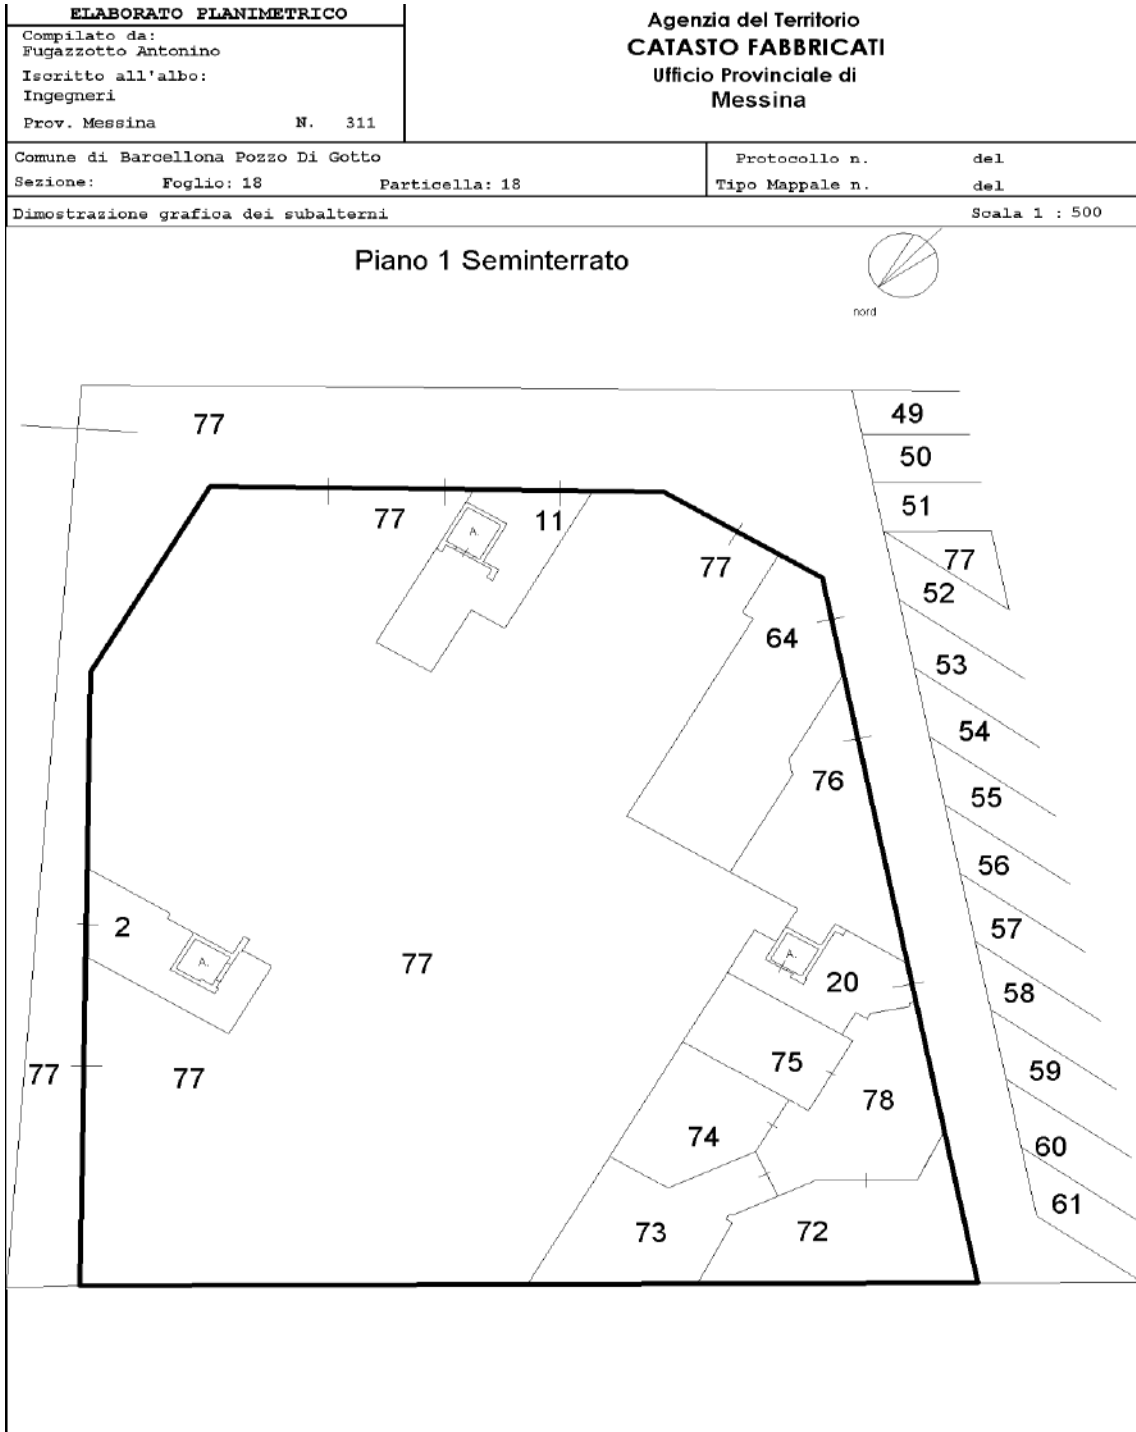 ELABORATO PLANIMETRICO
Compilato da:
Fugazzotto Antonino
Iscritto all'albo:
Ingegneri
Prov. Messina N. 311
Agenzia del Territorio
CATASTO FABBRICATI
Ufficio Provinciale di
Messina
Comune di Barcellona Pozzo Di Gotto
Sezione: Foglio: 18 Particella: 18
Protocollo n. del
Tipo Mappale n. del
Dimostrazione grafica dei subalterni Scala 1 : 500
Piano 1 Seminterrato
nord
77
49
50
51
77
11
A.
77
77
52
64
53
54
76
55
56
2
A.
77
A.
20
57
58
77
77
75
78
59
74
60
73
72
61